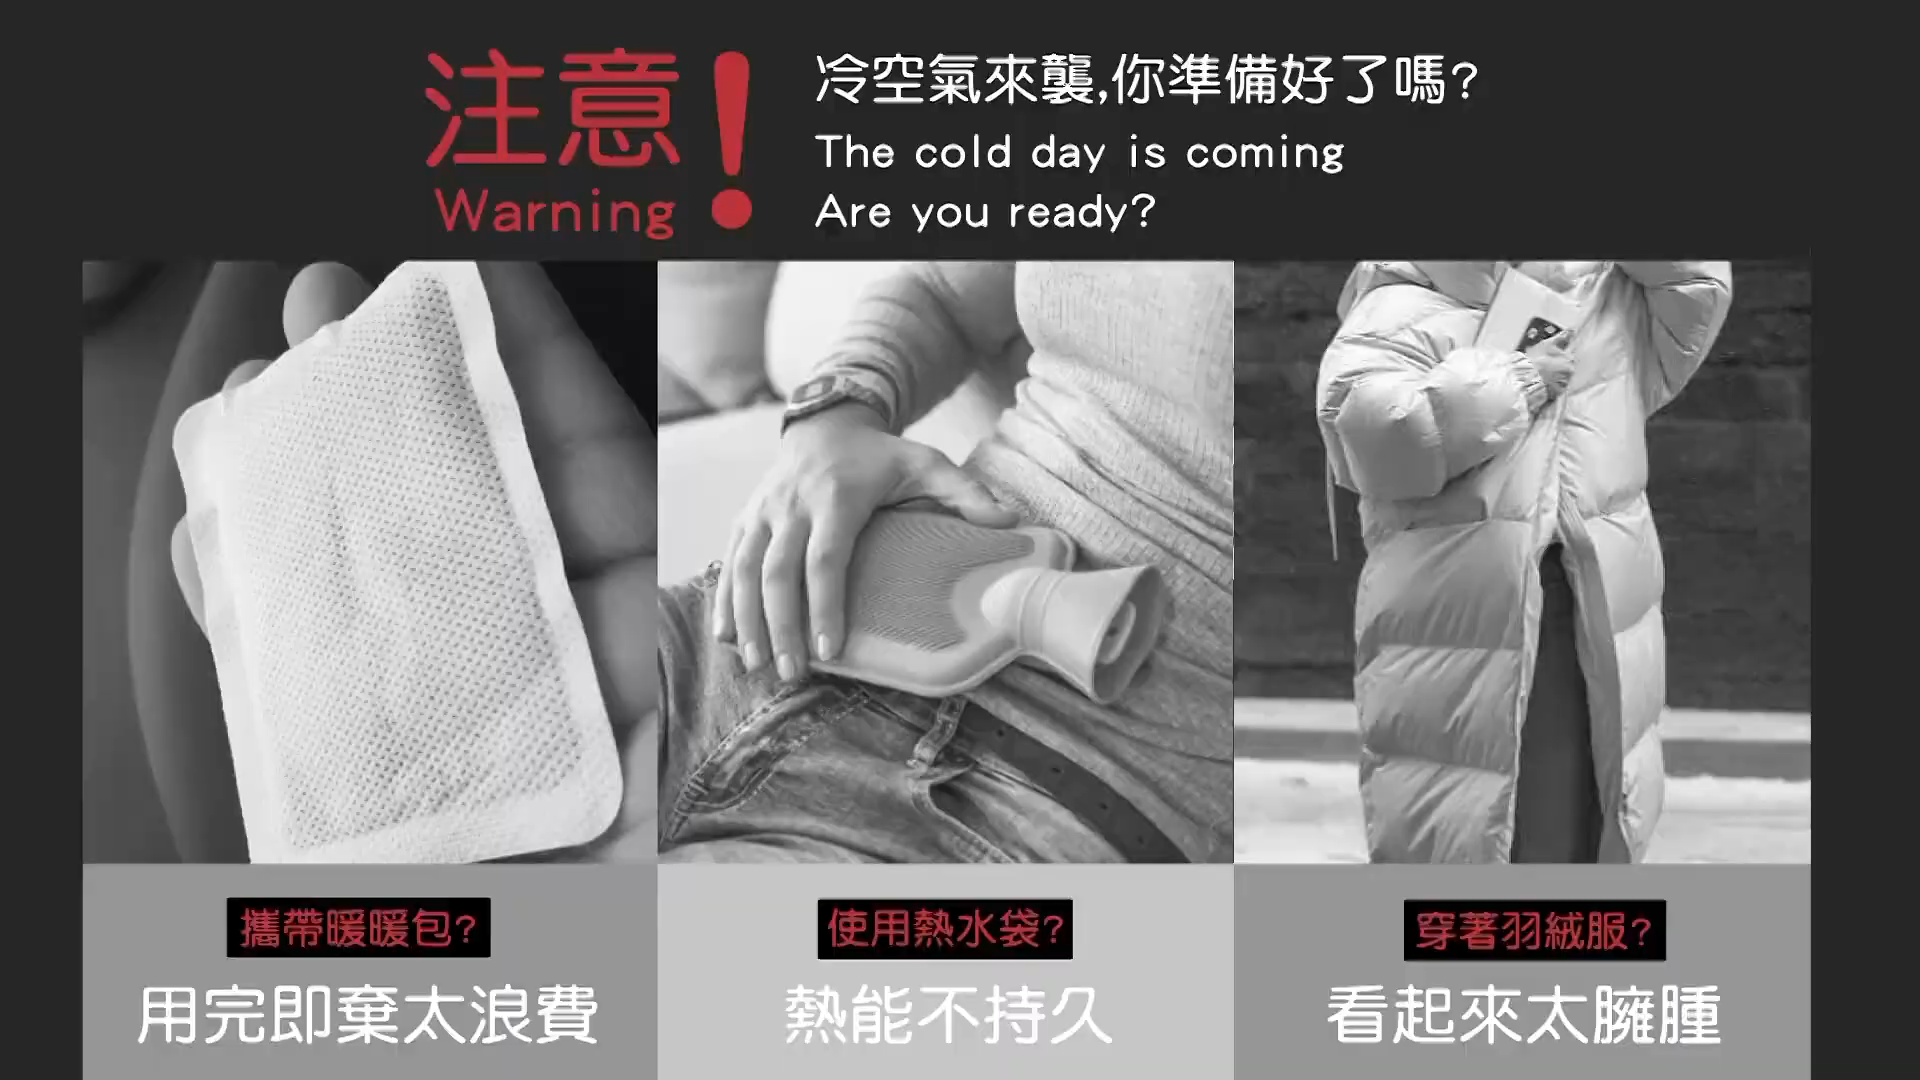 注意!
Warning
冷空氣來襲,你準備好了嗎?
The cold day is coming
Are you ready?
攜帶暖暖包?
用完即棄太浪費
使用熱水袋?
熱能不持久
穿著羽絨服?
看起來太臃腫